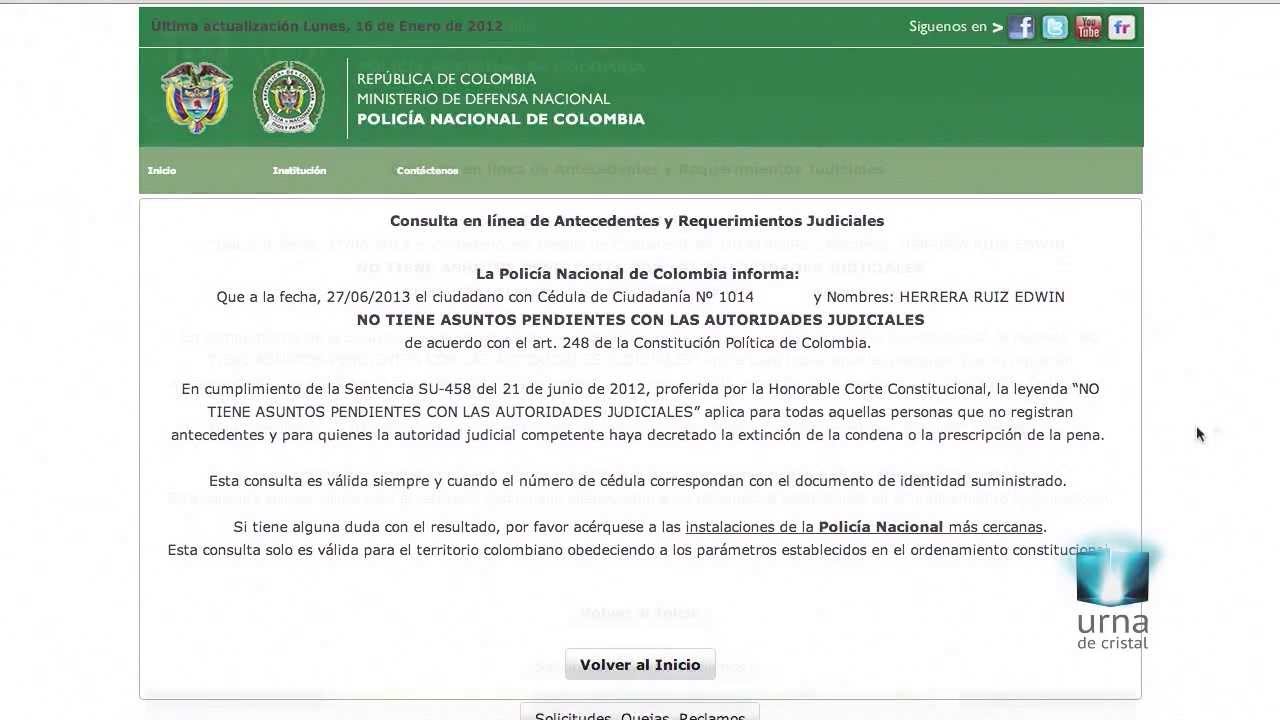 Última actualización Lunes, 16 de Enero de 2012
Siguenos en >
You Tube
fr
REPÚBLICA DE COLOMBIA
MINISTERIO DE DEFENSA NACIONAL
POLICÍA NACIONAL DE COLOMBIA
Inicio
Institución
Contáctenos
Consulta en línea de Antecedentes y Requerimientos Judiciales
La Policía Nacional de Colombia informa:
Que a la fecha, 27/06/2013 el ciudadano con Cédula de Ciudadanía Nº 1014 y Nombres: HERRERA RUIZ EDWIN
NO TIENE ASUNTOS PENDIENTES CON LAS AUTORIDADES JUDICIALES
de acuerdo con el art. 248 de la Constitución Política de Colombia.
En cumplimiento de la Sentencia SU-458 del 21 de junio de 2012, proferida por la Honorable Corte Constitucional, la leyenda “NO
TIENE ASUNTOS PENDIENTES CON LAS AUTORIDADES JUDICIALES” aplica para todas aquellas personas que no registran
antecedentes y para quienes la autoridad judicial competente haya decretado la extinción de la condena o la prescripción de la pena.
Esta consulta es válida siempre y cuando el número de cédula correspondan con el documento de identidad suministrado.
Si tiene alguna duda con el resultado, por favor acérquese a las instalaciones de la Policía Nacional más cercanas.
Esta consulta solo es válida para el territorio colombiano obedeciendo a los parámetros establecidos en el ordenamiento constitucional.
urna
de cristal
Volver al Inicio
Solicitudes, Quejas, Reclamos